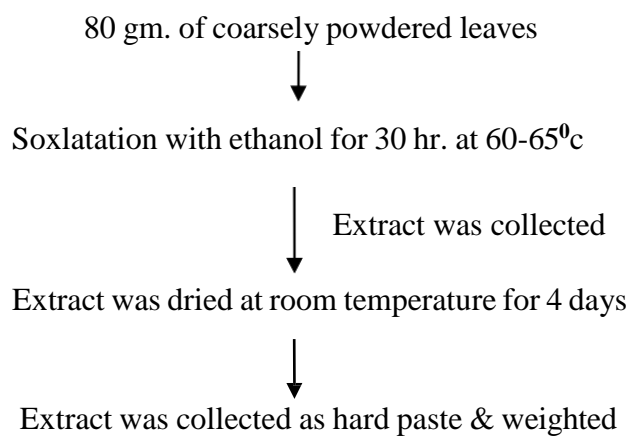 80 gm. of coarsely powdered leaves
Soxlatation with ethanol for 30 hr. at 60-65⁰c
Extract was collected
Extract was dried at room temperature for 4 days
Extract was collected as hard paste & weighted